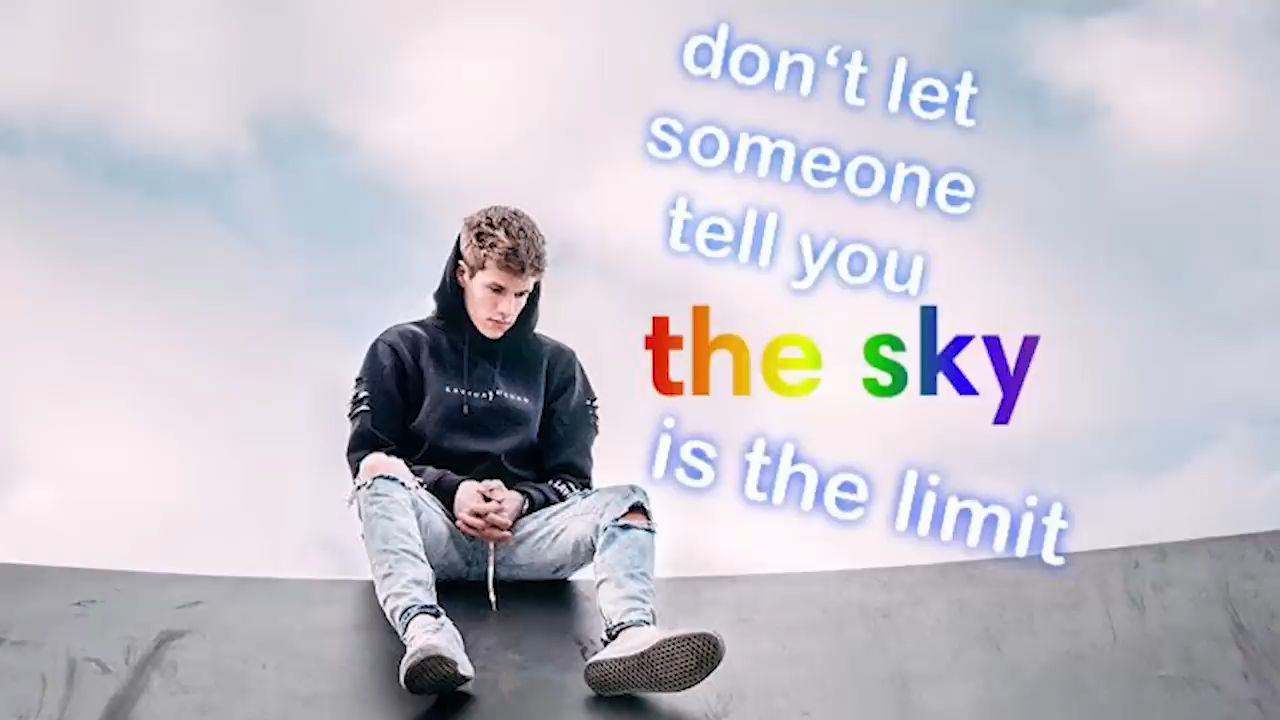 don‘t let
someone
tell you
the sky
is the limit